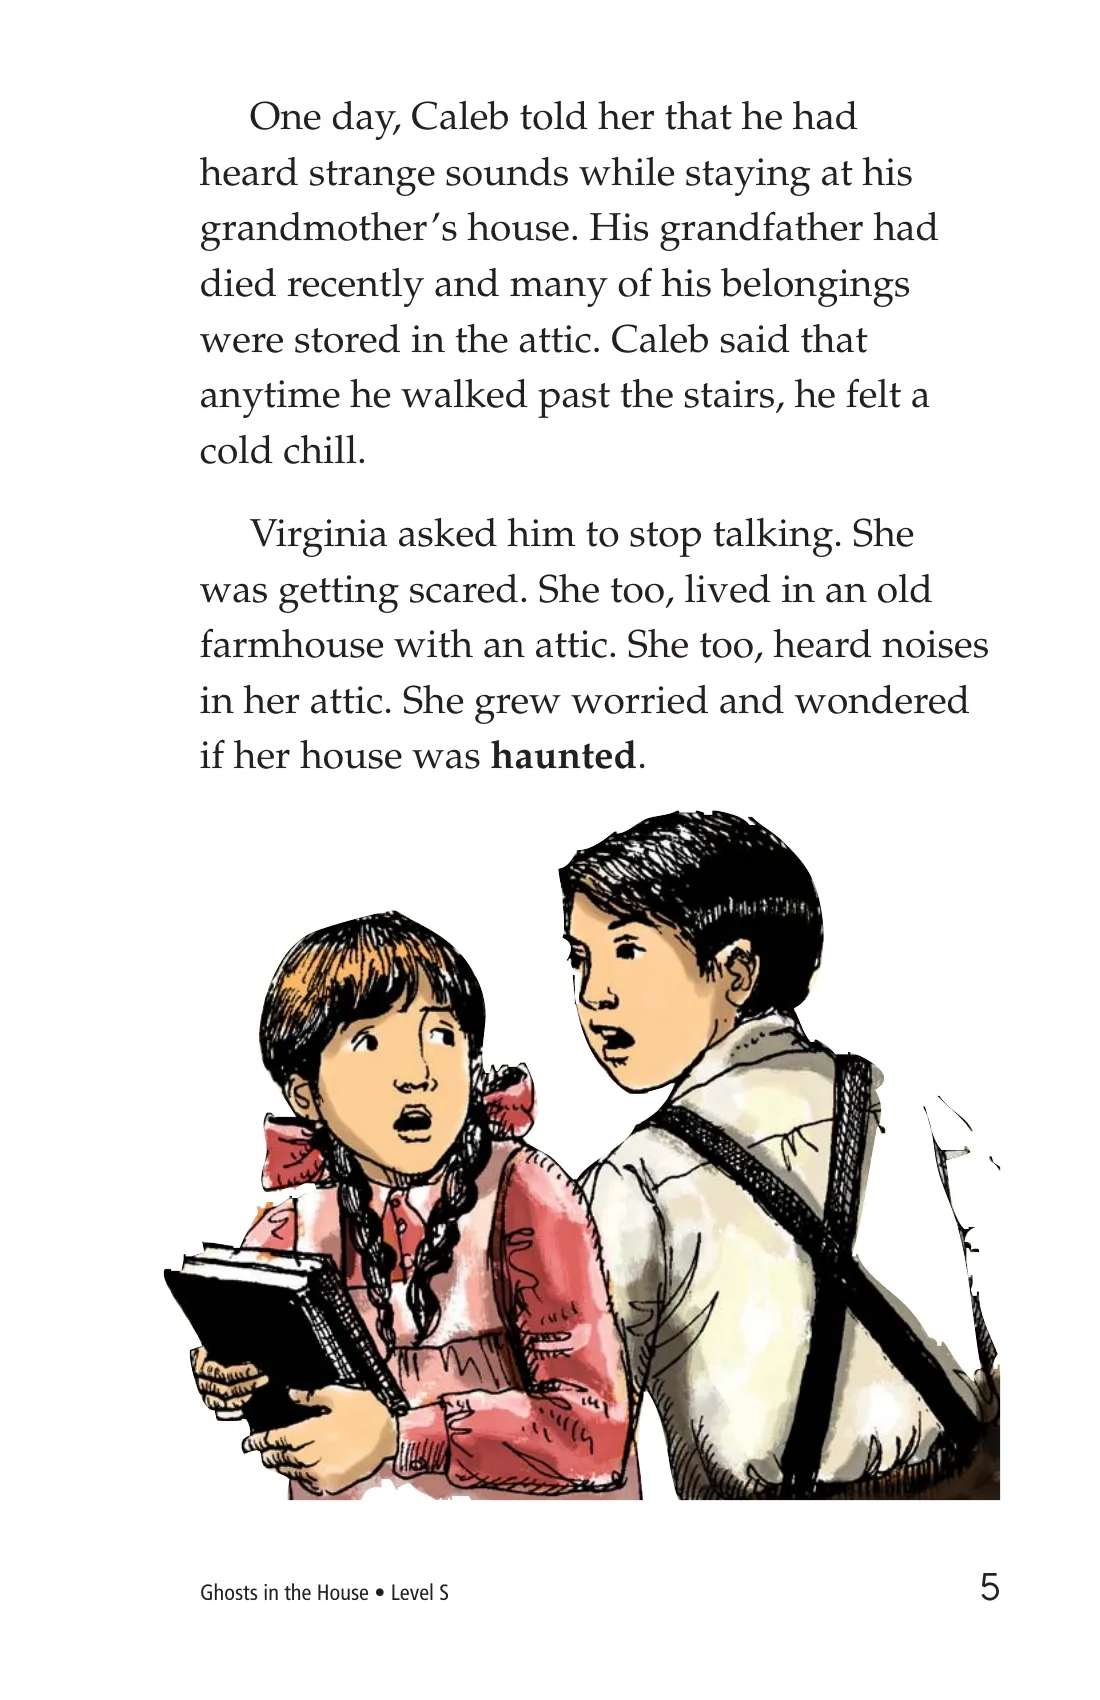 One day, Caleb told her that he had
heard strange sounds while staying at his
grandmother’s house. His grandfather had
died recently and many of his belongings
were stored in the attic. Caleb said that
anytime he walked past the stairs, he felt a
cold chill.
Virginia asked him to stop talking. She
was getting scared. She too, lived in an old
farmhouse with an attic. She too, heard noises
in her attic. She grew worried and wondered
if her house was haunted.
Ghosts in the House • Level S
5